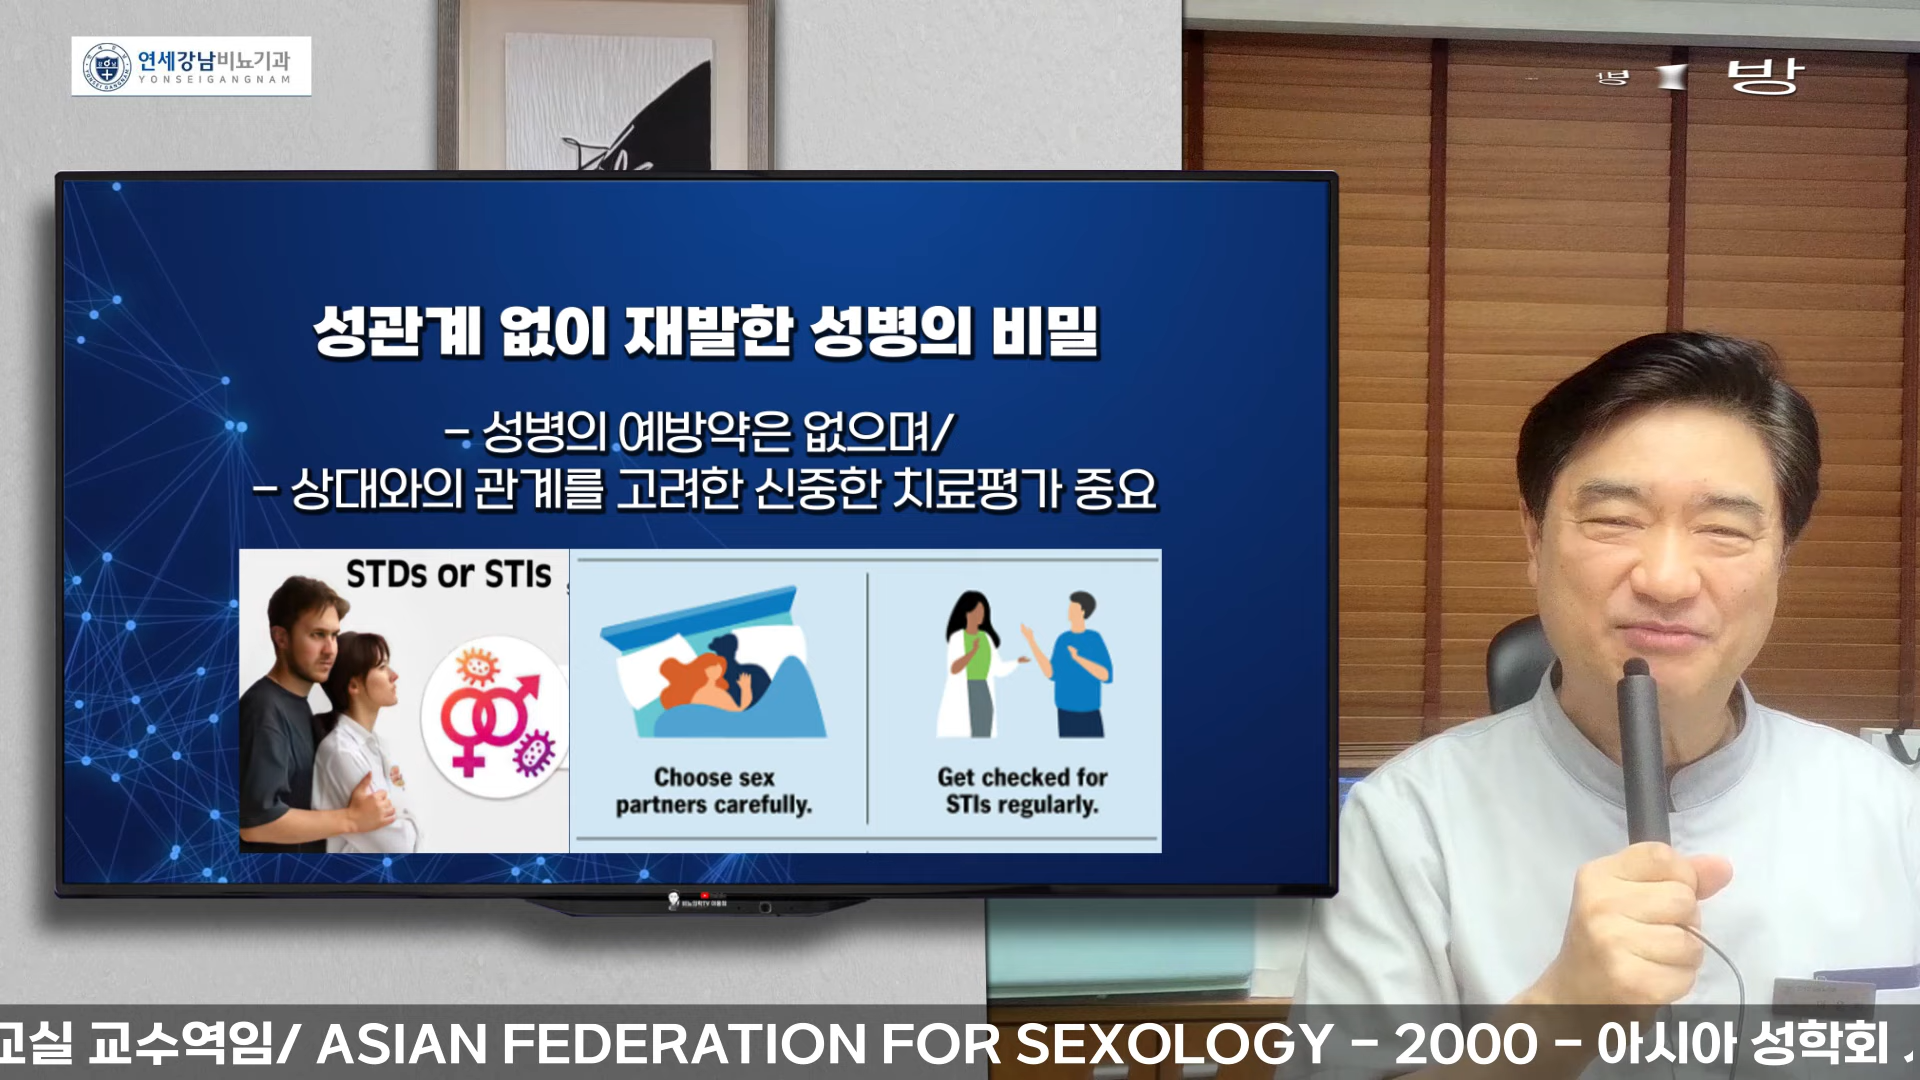 연세강남비뇨기과
YONSEIGANGNAM
방
성관계 없이 재발한 성병의 비밀
- 성병의 예방약은 없으며/
- 상대와의 관계를 고려한 신중한 치료평가 중요
STDs or STIs
Choose sex
partners carefully.
Get checked for
STIs regularly.
교실 교수역임/ ASIAN FEDERATION FOR SEXOLOGY - 2000 - 아시아 성학회